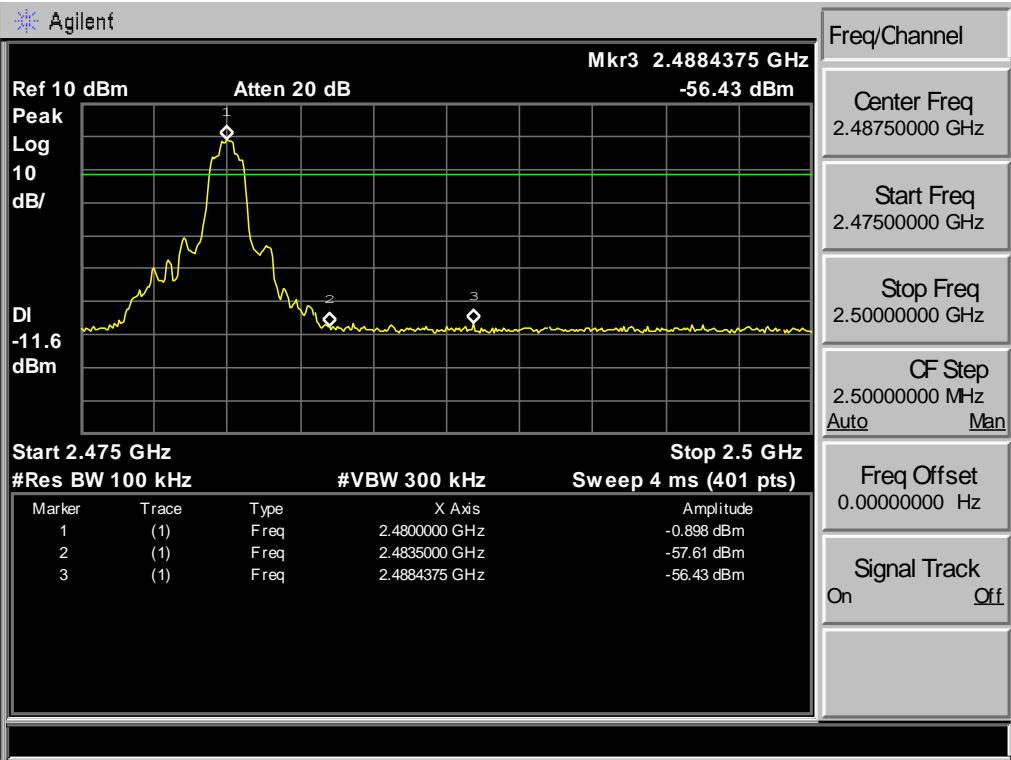 Agilent
Freq/Channel
Mkr3 2.4884375 GHz
Ref 10 dBm Atten 20 dB -56.43 dBm
Peak
Log
10
dB/
1
2
3
DI
-11.6
dBm
Start 2.475 GHz Stop 2.5 GHz
#Res BW 100 kHz #VBW 300 kHz Sweep 4 ms (401 pts)
Marker Trace Type X Axis Amplitude
1 (1) Freq 2.4800000 GHz -0.898 dBm
2 (1) Freq 2.4835000 GHz -57.61 dBm
3 (1) Freq 2.4884375 GHz -56.43 dBm
Center Freq
2.48750000 GHz
Start Freq
2.47500000 GHz
Stop Freq
2.50000000 GHz
CF Step
2.50000000 MHz
Auto Man
Freq Offset
0.00000000 Hz
Signal Track
On Off